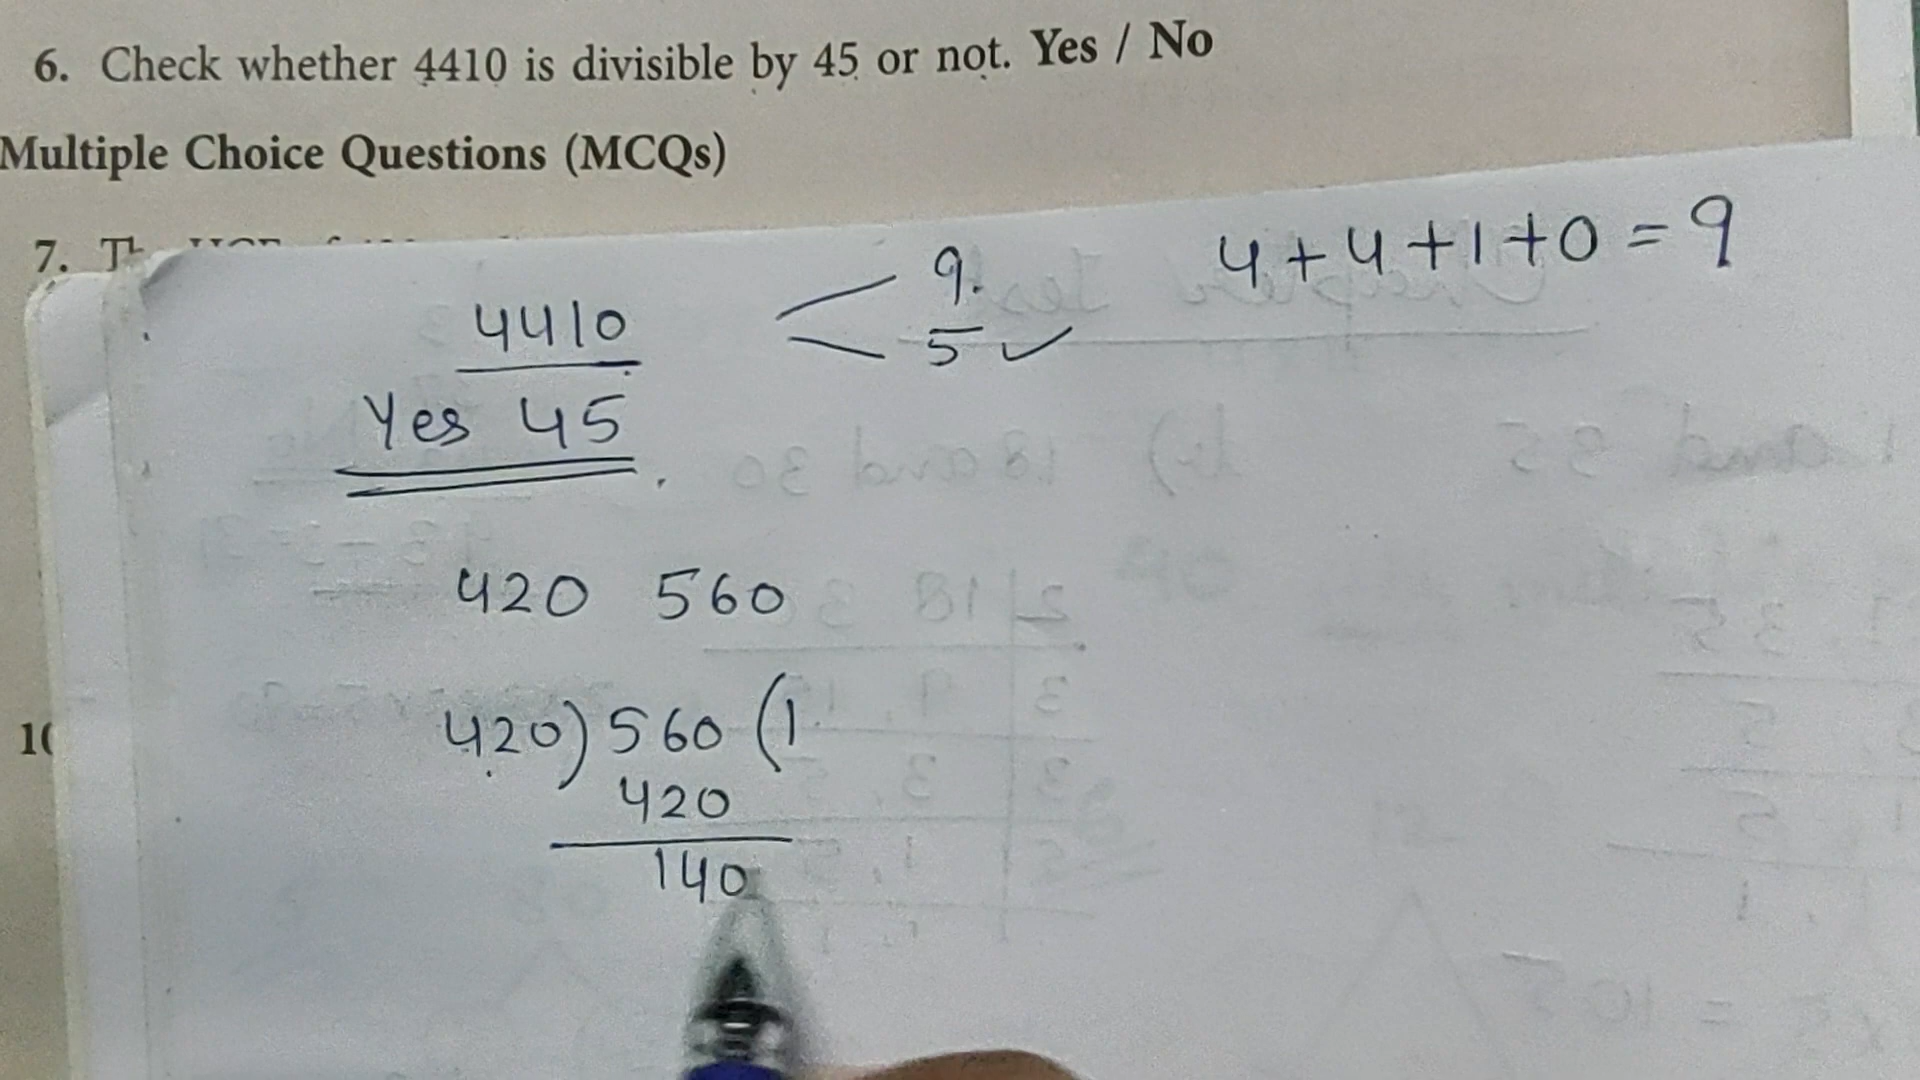 6. Check whether 4410 is divisible by 45 or not. Yes / No
Multiple Choice Questions (MCQs)
7.
4410
9.
5 ✓
4+4+1+0 = 9
Yes 45
420 560
420) 560 (1
420
140